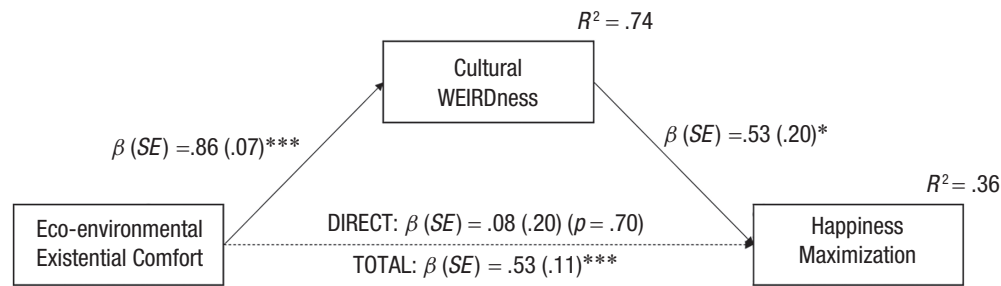 R² = .74
Cultural
WEIRDness
β (SE) =.86 (.07)***
β (SE) =.53 (.20)*
R² = .36
Eco-environmental
Existential Comfort
DIRECT: β (SE) = .08 (.20) (p = .70)
TOTAL: β (SE) = .53 (.11)***
Happiness
Maximization